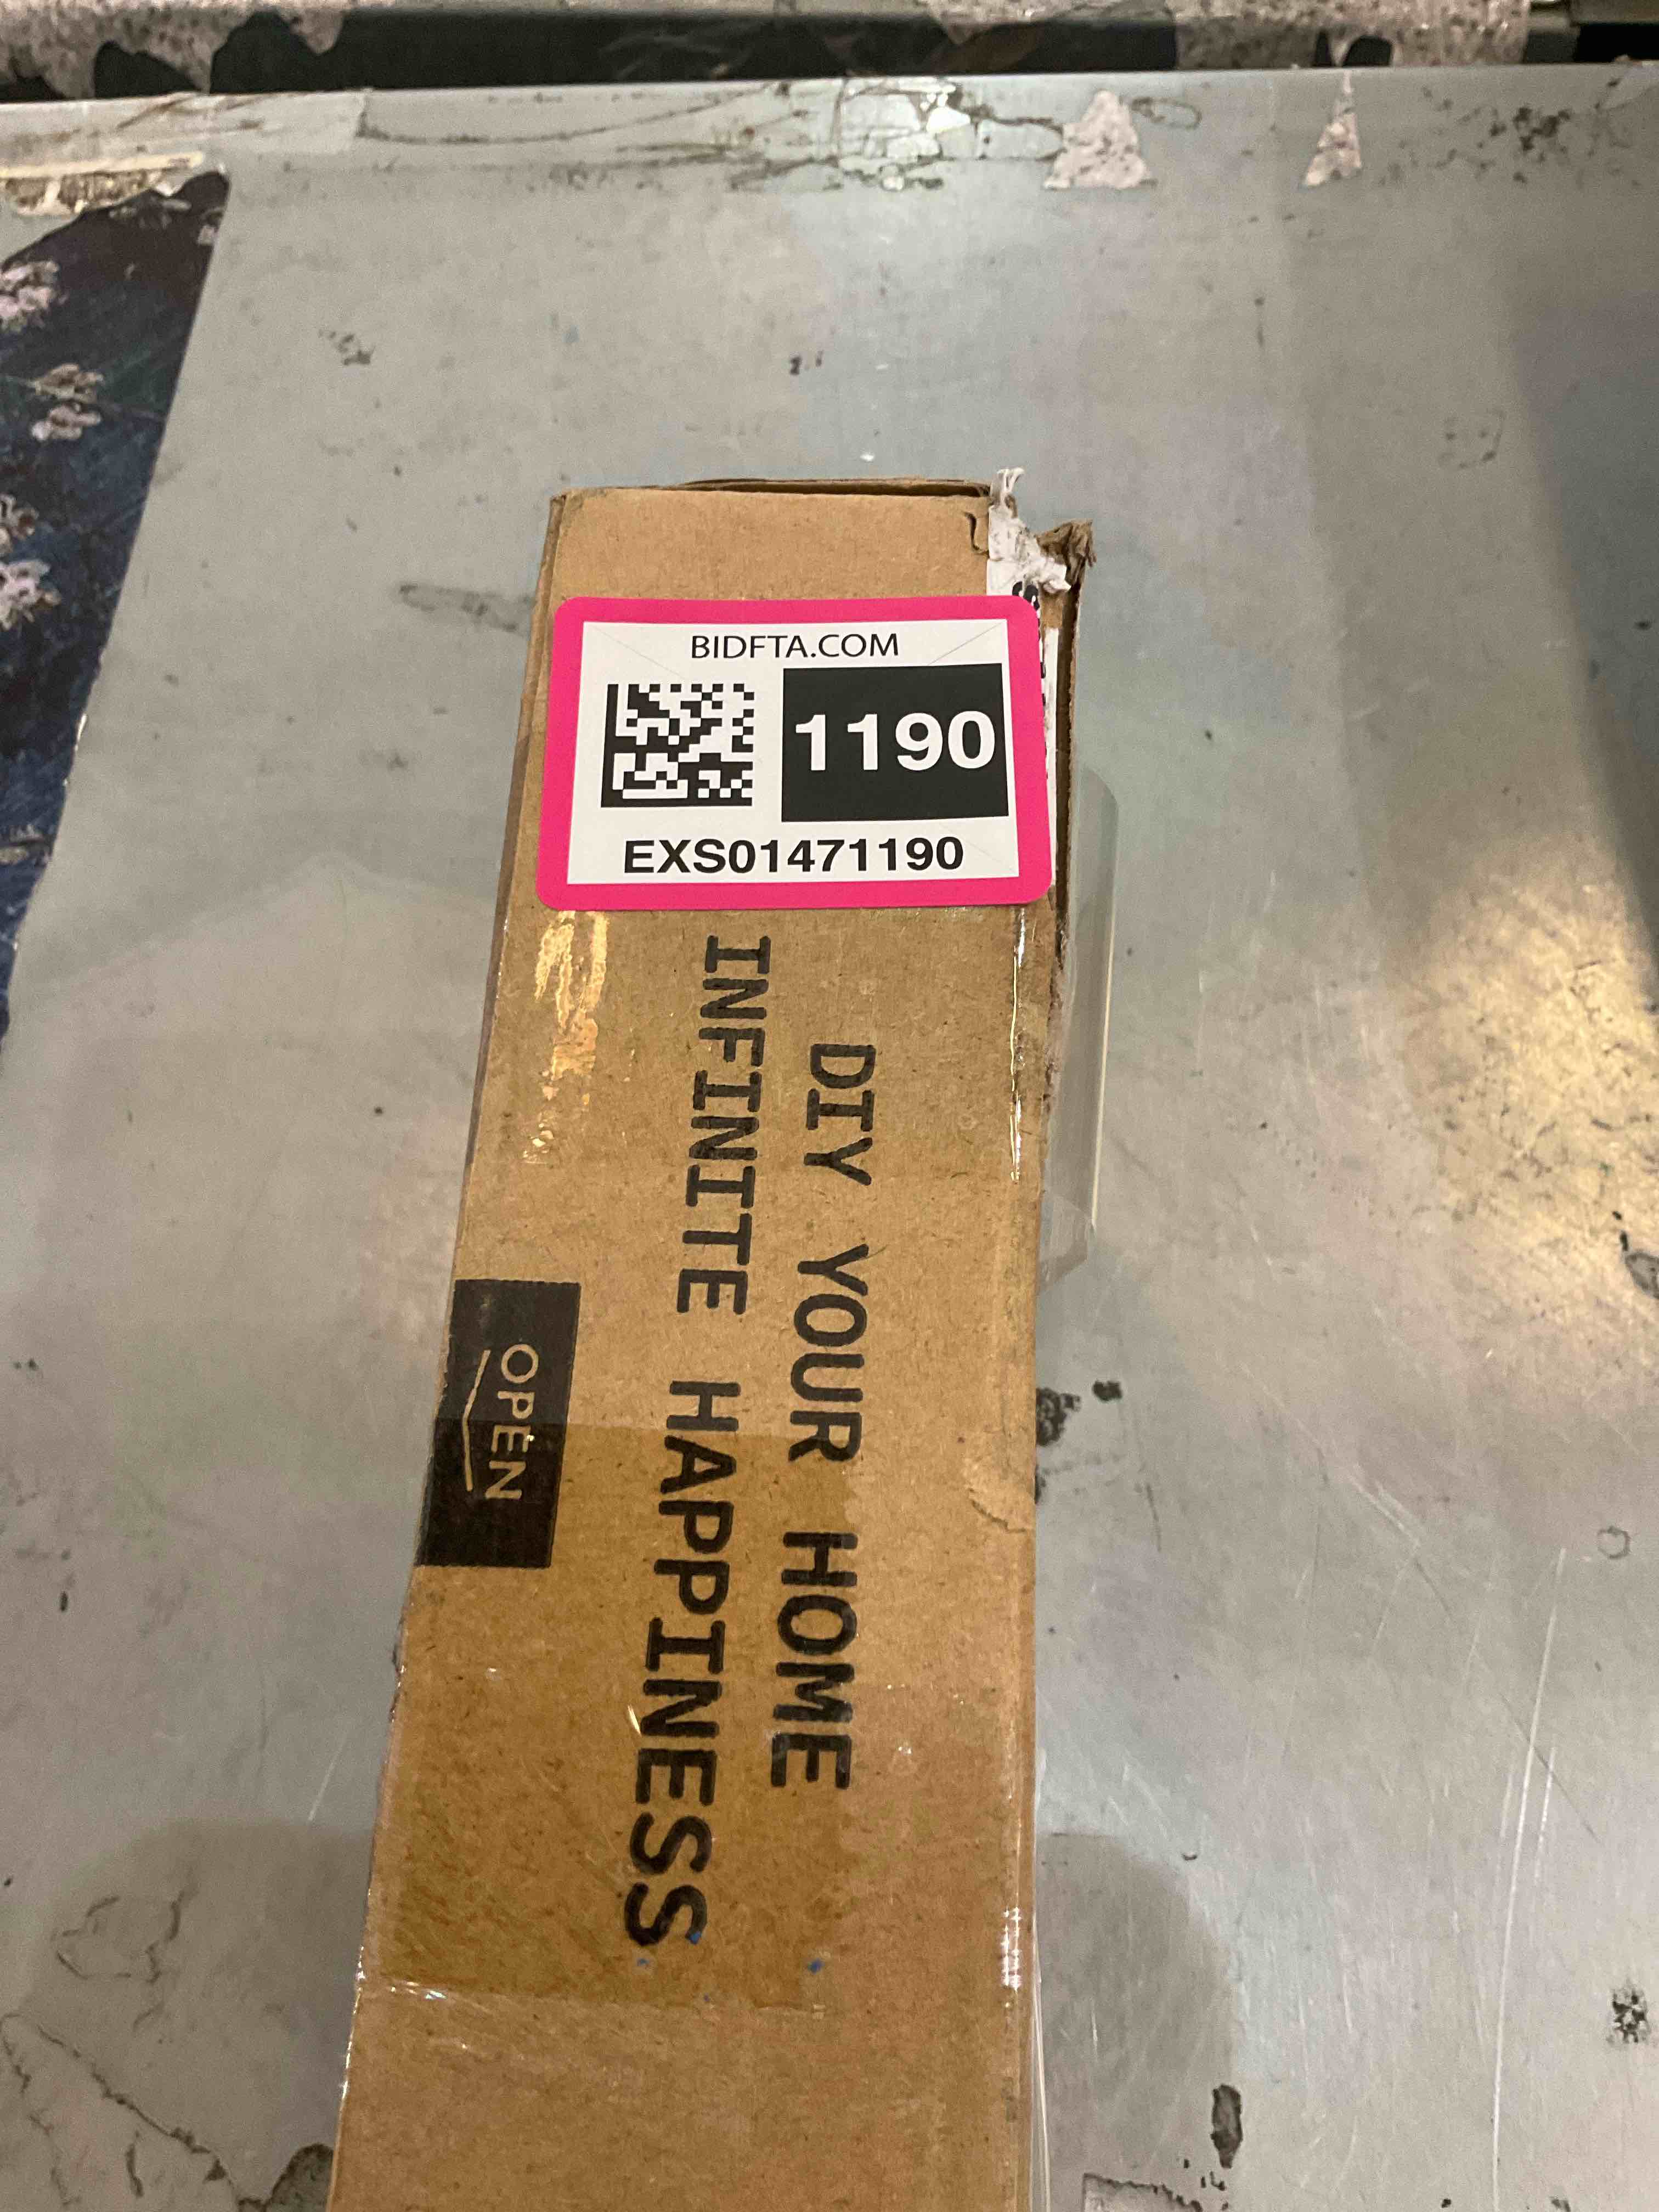 BIDFTA.COM
1190
EXS01471190
DIY YOUR HOME
INFINITE HAPPINESS
OPEN